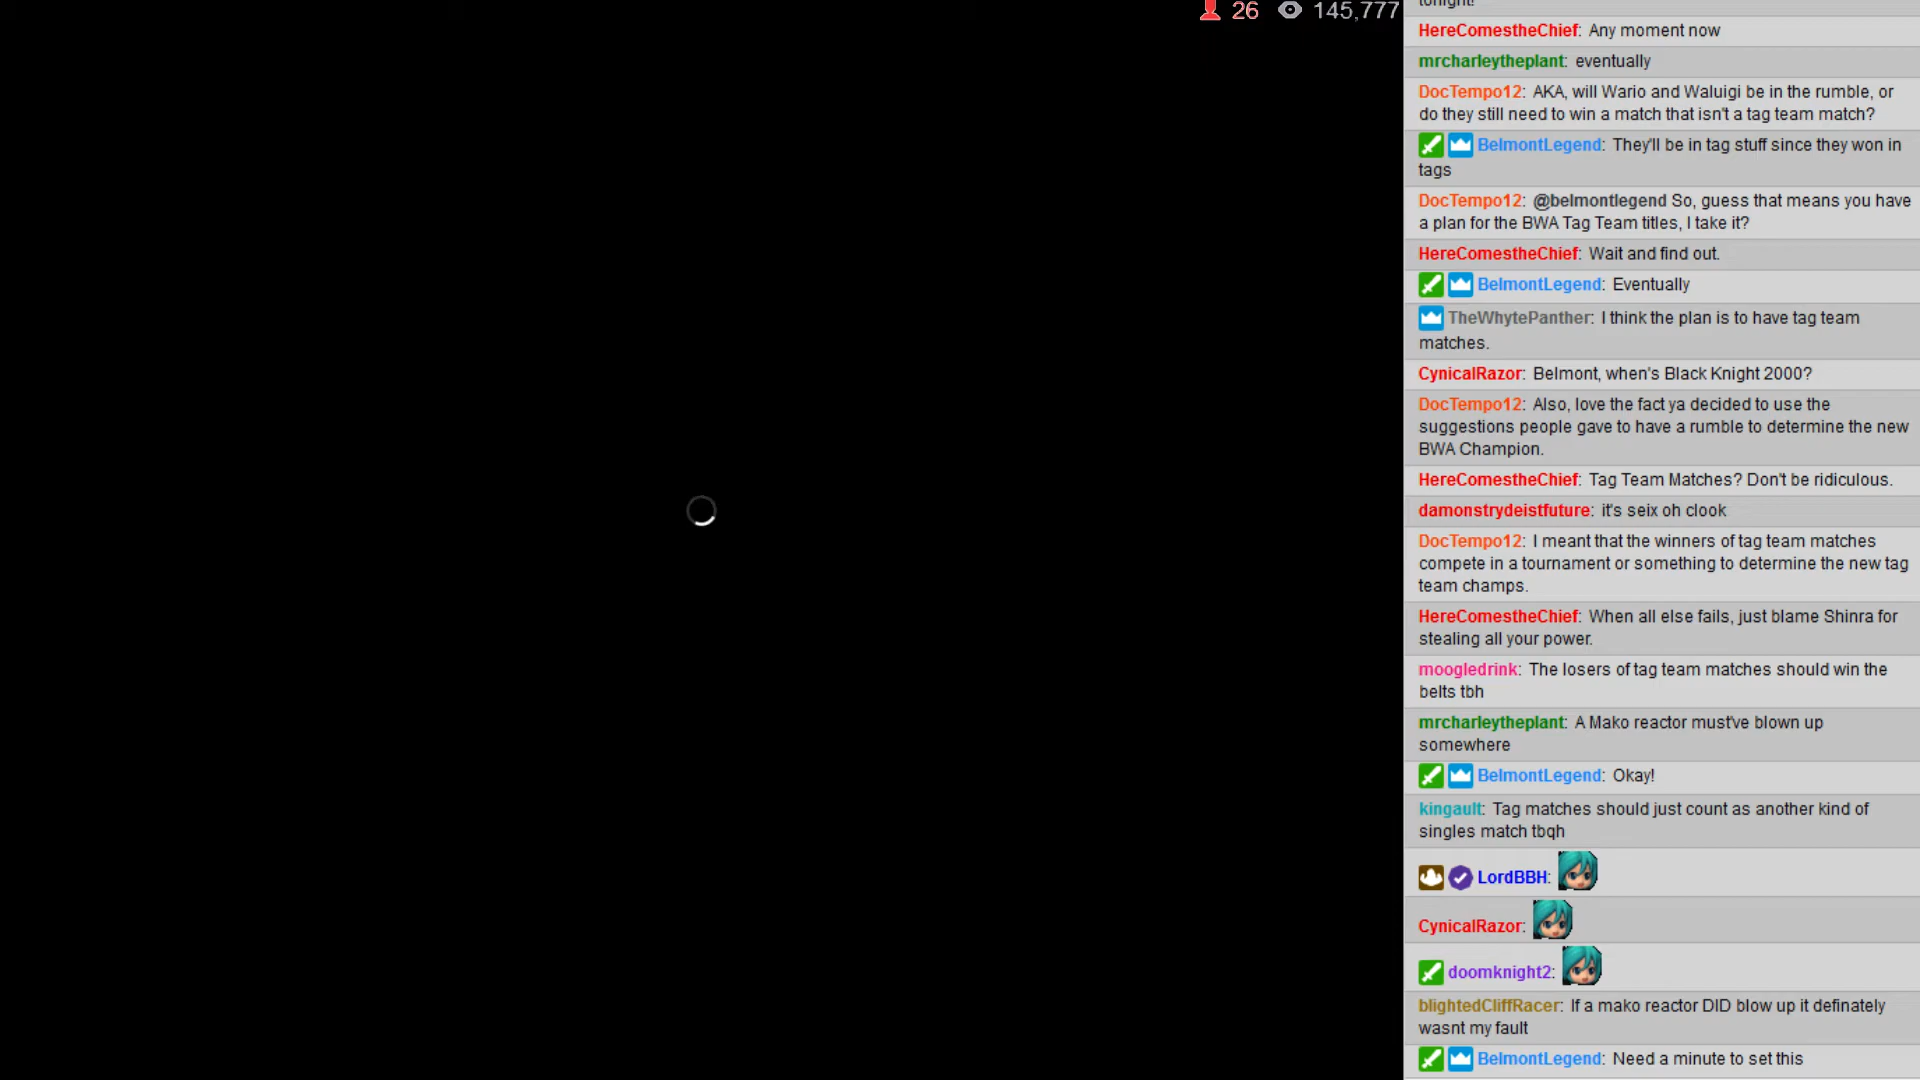 26 145,777
tonight!
HereComestheChief: Any moment now
mrcharleytheplant: eventually
DocTempo12: AKA, will Wario and Waluigi be in the rumble, or
do they still need to win a match that isn't a tag team match?
BelmontLegend: They'll be in tag stuff since they won in
tags
DocTempo12: @belmontlegend So, guess that means you have
a plan for the BWA Tag Team titles, I take it?
HereComestheChief: Wait and find out.
BelmontLegend: Eventually
TheWhytePanther: I think the plan is to have tag team
matches.
CynicalRazor: Belmont, when's Black Knight 2000?
DocTempo12: Also, love the fact ya decided to use the
suggestions people gave to have a rumble to determine the new
BWA Champion.
HereComestheChief: Tag Team Matches? Don't be ridiculous.
damonstrydeistfuture: it's seix oh clook
DocTempo12: I meant that the winners of tag team matches
compete in a tournament or something to determine the new tag
team champs.
HereComestheChief: When all else fails, just blame Shinra for
stealing all your power.
moogledrink: The losers of tag team matches should win the
belts tbh
mrcharleytheplant: A Mako reactor must've blown up
somewhere
BelmontLegend: Okay!
kingault: Tag matches should just count as another kind of
singles match tbqh
LordBBH:
CynicalRazor:
doomknight2:
blightedCliffRacer: If a mako reactor DID blow up it definately
wasnt my fault
BelmontLegend: Need a minute to set this